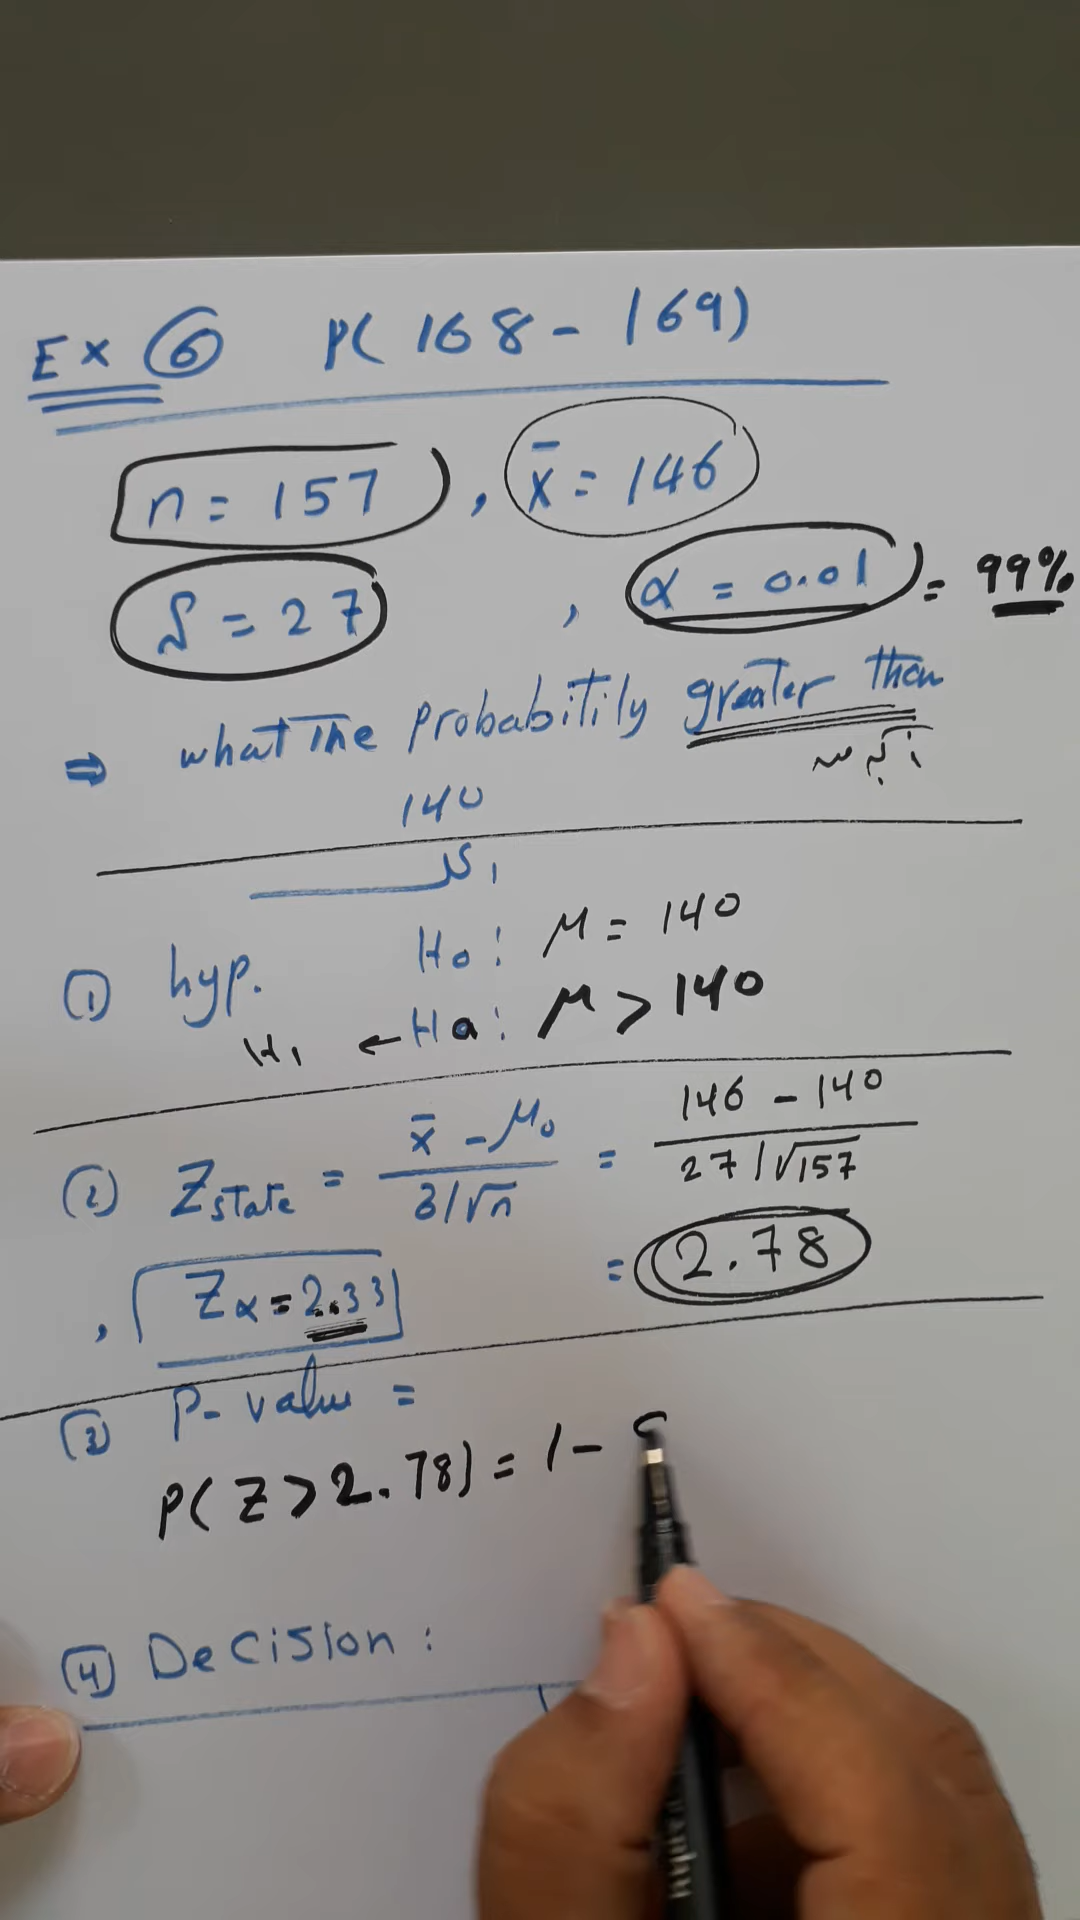 Ex 6 P( 168 - 169)
n = 157 , x̄ = 146
S = 27 , α = 0.01 = 99%
⇒ what The probabitily greater than
أكبر من
140
(1) hyp. H0: μ = 140
H1 ← Ha: μ > 140
(2) Zstate = x̄ - μ0 / 3/√n = 146 - 140 / 27/√157
, Zα = 2.33 = 2.78
(3) P-value =
P( Z > 2.78) = 1 -
(4) Decision :